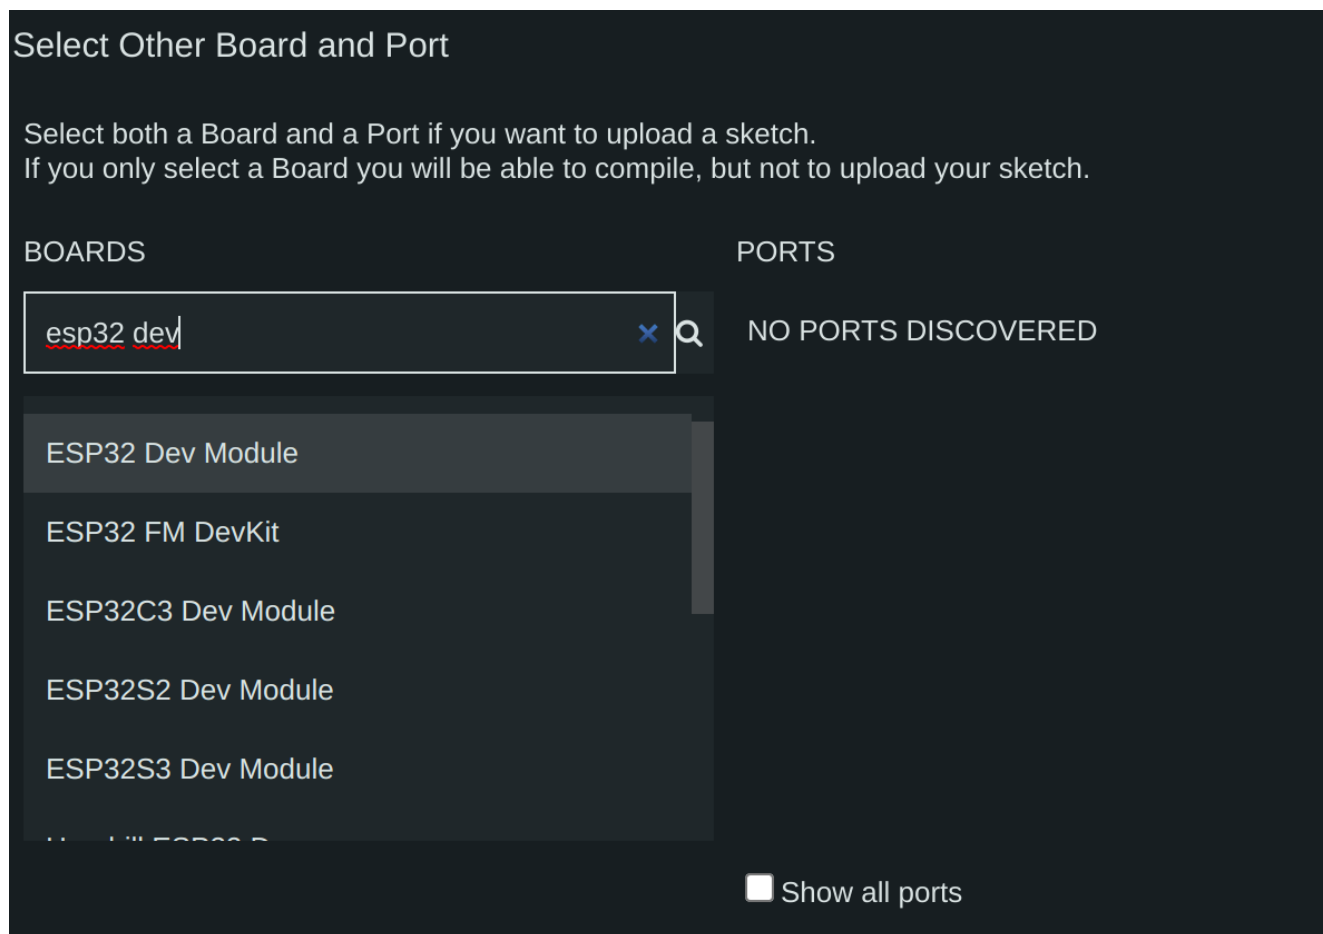 Select Other Board and Port
Select both a Board and a Port if you want to upload a sketch.
If you only select a Board you will be able to compile, but not to upload your sketch.
BOARDS
esp32 dev
ESP32 Dev Module
ESP32 FM DevKit
ESP32C3 Dev Module
ESP32S2 Dev Module
ESP32S3 Dev Module
PORTS
NO PORTS DISCOVERED
Show all ports